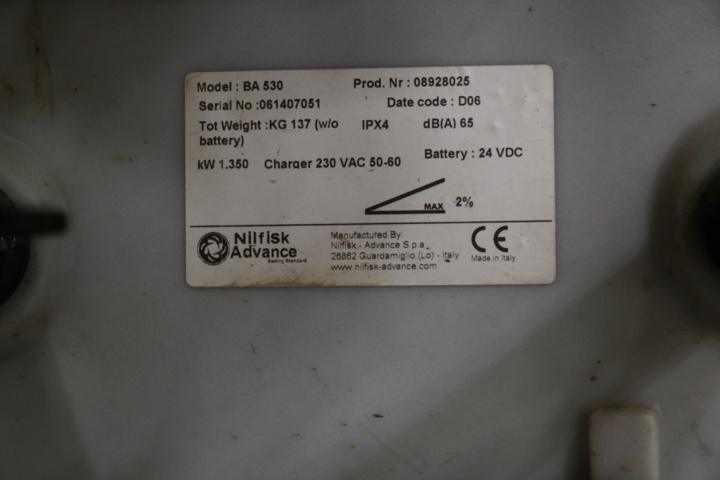 Model : BA 530 Prod. Nr : 08928025
Serial No :061407051 Date code : D06
Tot Weight :KG 137 (w/o battery) IPX4 dB(A) 65
kW 1.350 Charger 230 VAC 50-60 Battery : 24 VDC
MAX 2%
Nilfisk
Advance
Setting Standards
Manufactured By
Nilfisk - Advance S.p.a.
26862 Guardamiglio (Lo) - Italy
www.nilfisk-advance.com
CE
Made in Italy